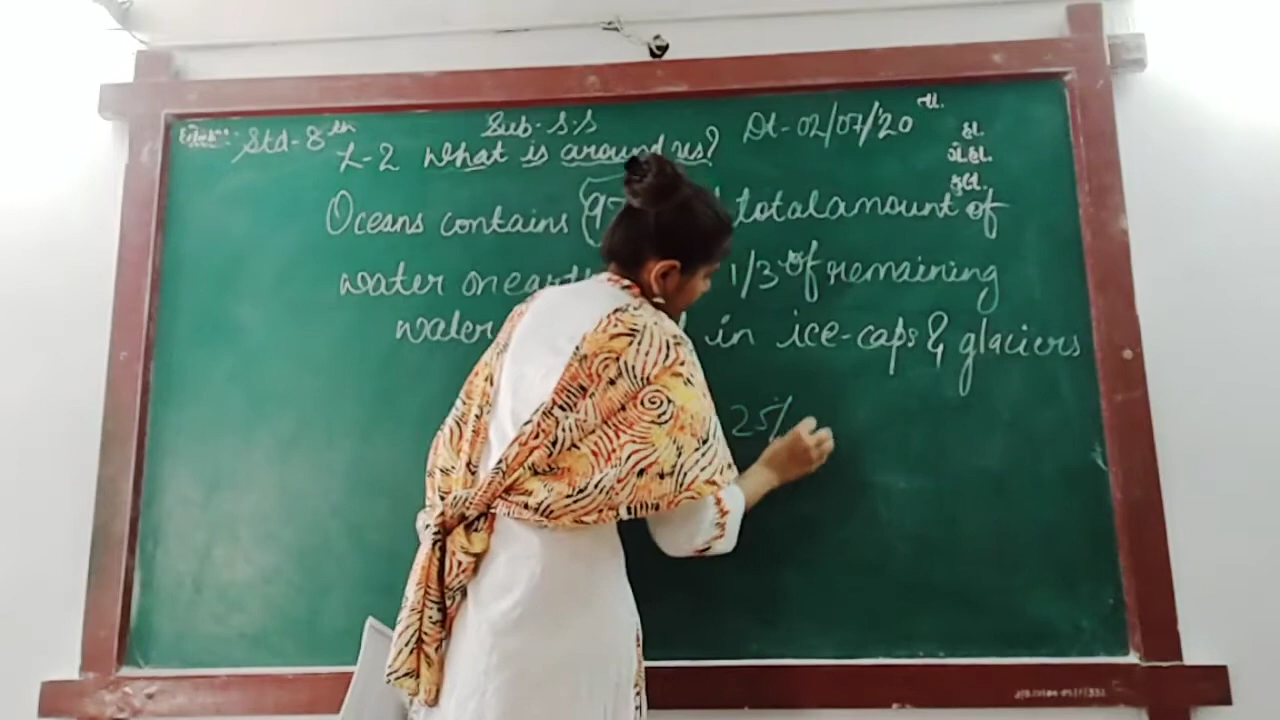 Std-8th Sub-S.S Dt-02/07/'20 તા.
L-2 What is around us? હા.
ગે.હા.
કુલ.
Oceans contains total amount of
water on earth 1/3 of remaining
water in ice-caps & glaciers
25%